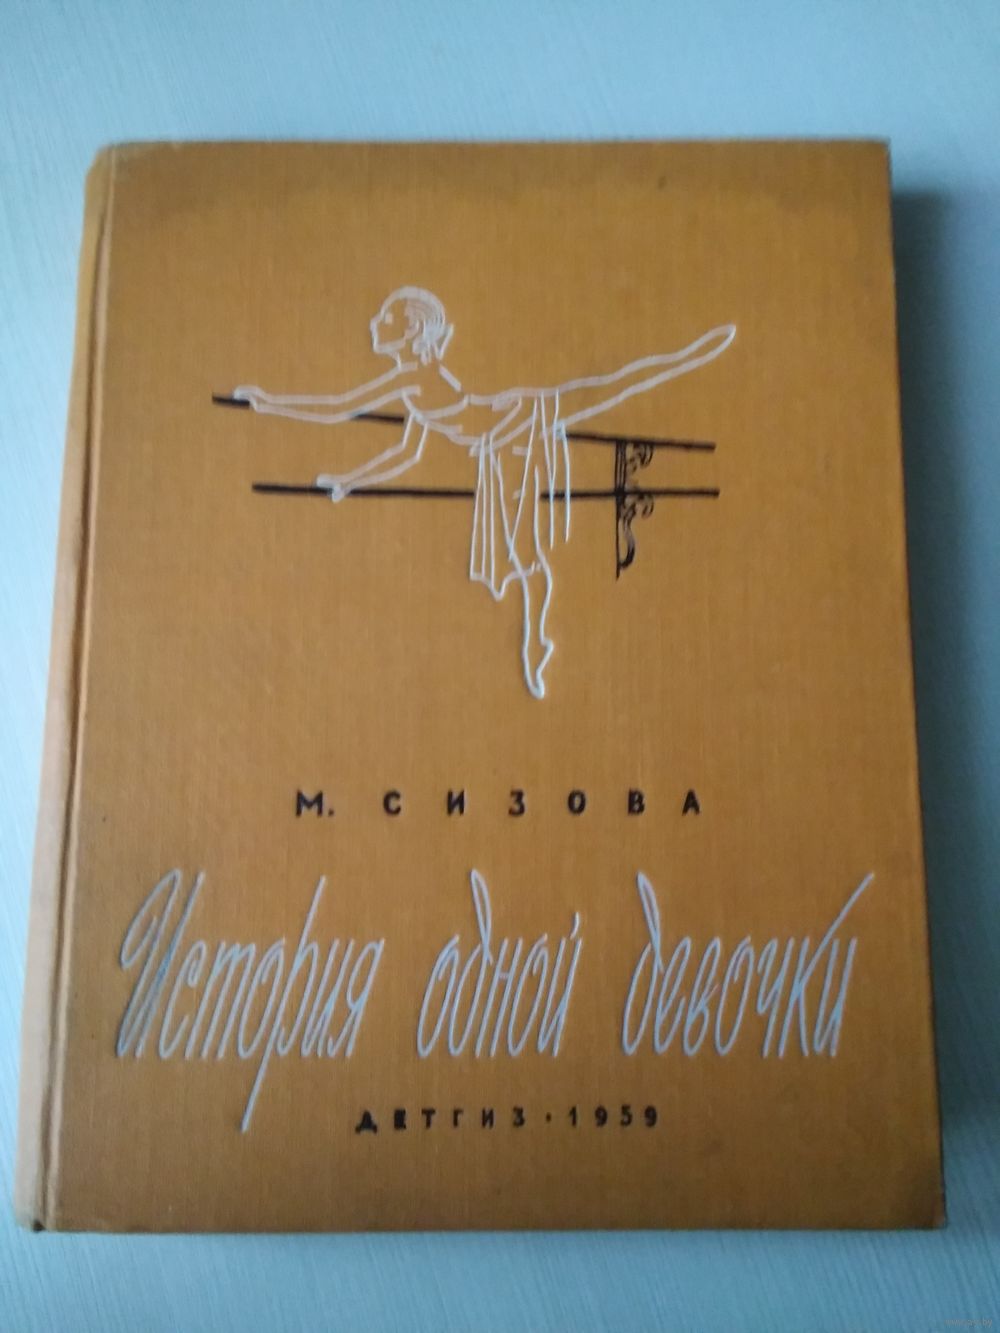 М. СИЗОВА
История одной девочки
ДЕТГИЗ · 1959